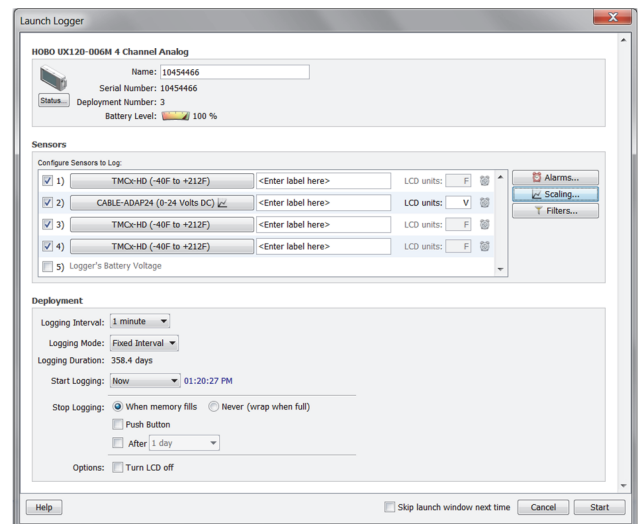 Launch Logger
HOBO UX120-006M 4 Channel Analog
Name: 10454466
Serial Number: 10454466
Status... Deployment Number: 3
Battery Level: 100 %
Sensors
Configure Sensors to Log:
1) TMCx-HD (-40F to +212F) <Enter label here> LCD units: F Alarms...
2) CABLE-ADAP24 (0-24 Volts DC) <Enter label here> LCD units: V Scaling...
Filters...
3) TMCx-HD (-40F to +212F) <Enter label here> LCD units: F
4) TMCx-HD (-40F to +212F) <Enter label here> LCD units: F
5) Logger's Battery Voltage
Deployment
Logging Interval: 1 minute
Logging Mode: Fixed Interval
Logging Duration: 358.4 days
Start Logging: Now 01:20:27 PM
Stop Logging: When memory fills Never (wrap when full)
Push Button
After 1 day
Options: Turn LCD off
Help Skip launch window next time Cancel Start